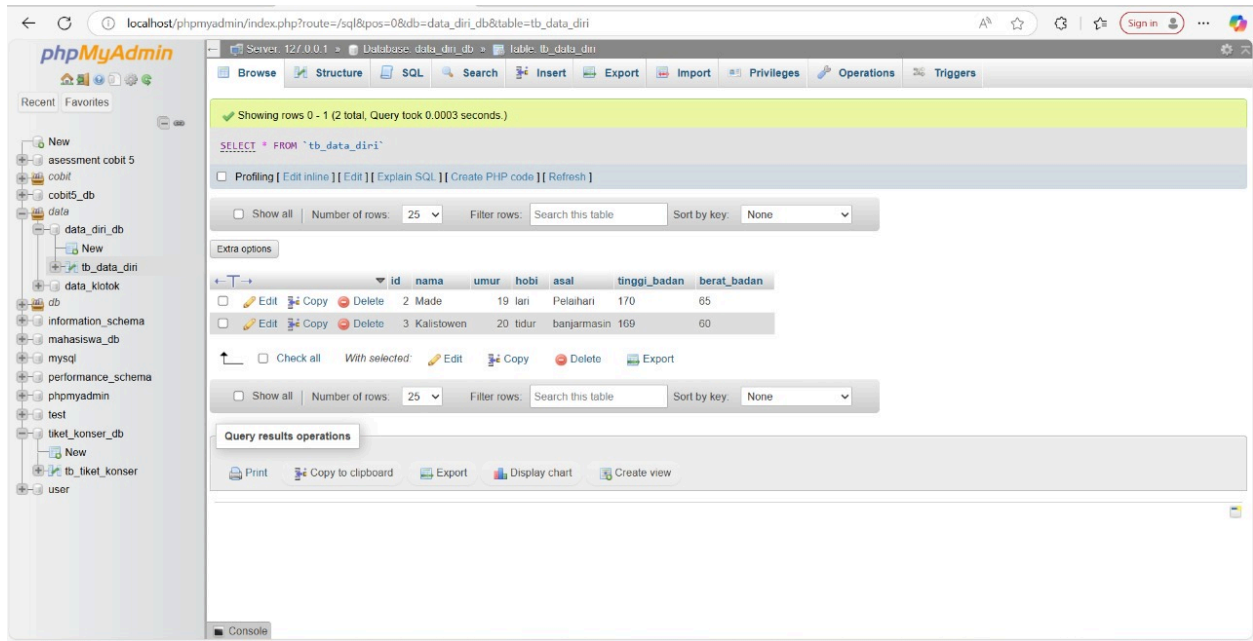 localhost/phpmyadmin/index.php?route=/sql&pos=0&db=data_diri_db&table=tb_data_diri
Sign in
phpMyAdmin
Recent Favorites
New
asessment cobit 5
cobit
cobit5_db
data
data_diri_db
New
tb_data_diri
data_klotok
db
information_schema
mahasiswa_db
mysql
performance_schema
phpmyadmin
test
tiket_konser_db
New
tb_tiket_konser
user
Server: 127.0.0.1 » Database: data_diri_db » Table: tb_data_diri
Browse Structure SQL Search Insert Export Import Privileges Operations Triggers
Showing rows 0 - 1 (2 total, Query took 0.0003 seconds.)
SELECT * FROM `tb_data_diri`
Profiling [ Edit inline ] [ Edit ] [ Explain SQL ] [ Create PHP code ] [ Refresh ]
Show all | Number of rows: 25 Filter rows: Search this table Sort by key: None
Extra options
←T→ ▼ id nama umur hobi asal tinggi_badan berat_badan
Edit Copy Delete 2 Made 19 lari Pelaihari 170 65
Edit Copy Delete 3 Kalistowen 20 tidur banjarmasin 169 60
Check all With selected: Edit Copy Delete Export
Show all | Number of rows: 25 Filter rows: Search this table Sort by key: None
Query results operations
Print Copy to clipboard Export Display chart Create view
Console